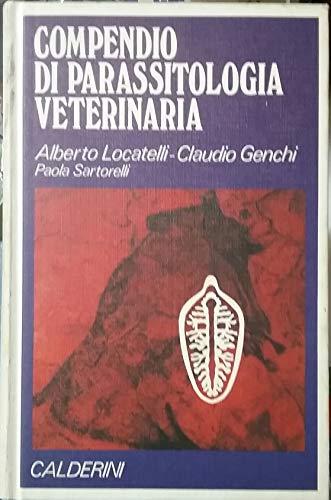 COMPENDIO
DI PARASSITOLOGIA
VETERINARIA
Alberto Locatelli-Claudio Genchi
Paola Sartorelli
CALDERINI